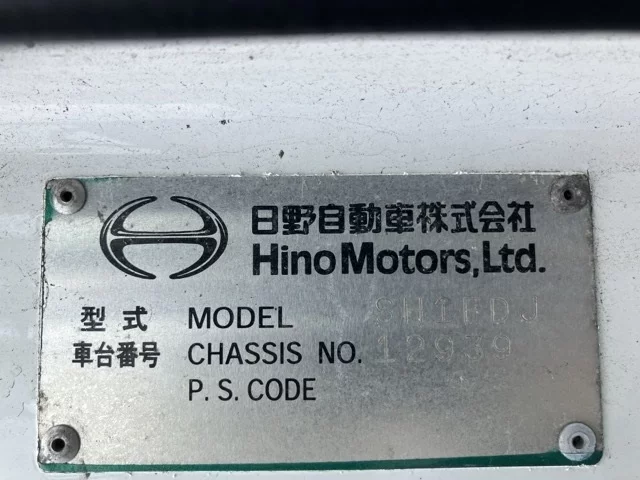 日野自動車株式会社
Hino Motors, Ltd.
型式 MODEL SH1FDJ
車台番号 CHASSIS NO. 12939
P. S. CODE